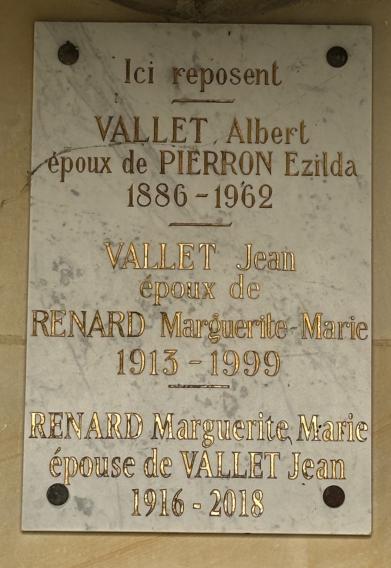 Ici reposent
VALLET Albert
époux de PIERRON Ezilda
1886 - 1962
VALLET Jean
époux de
RENARD Marguerite-Marie
1913 - 1999
RENARD Marguerite, Marie
épouse de VALLET Jean
1916 - 2018